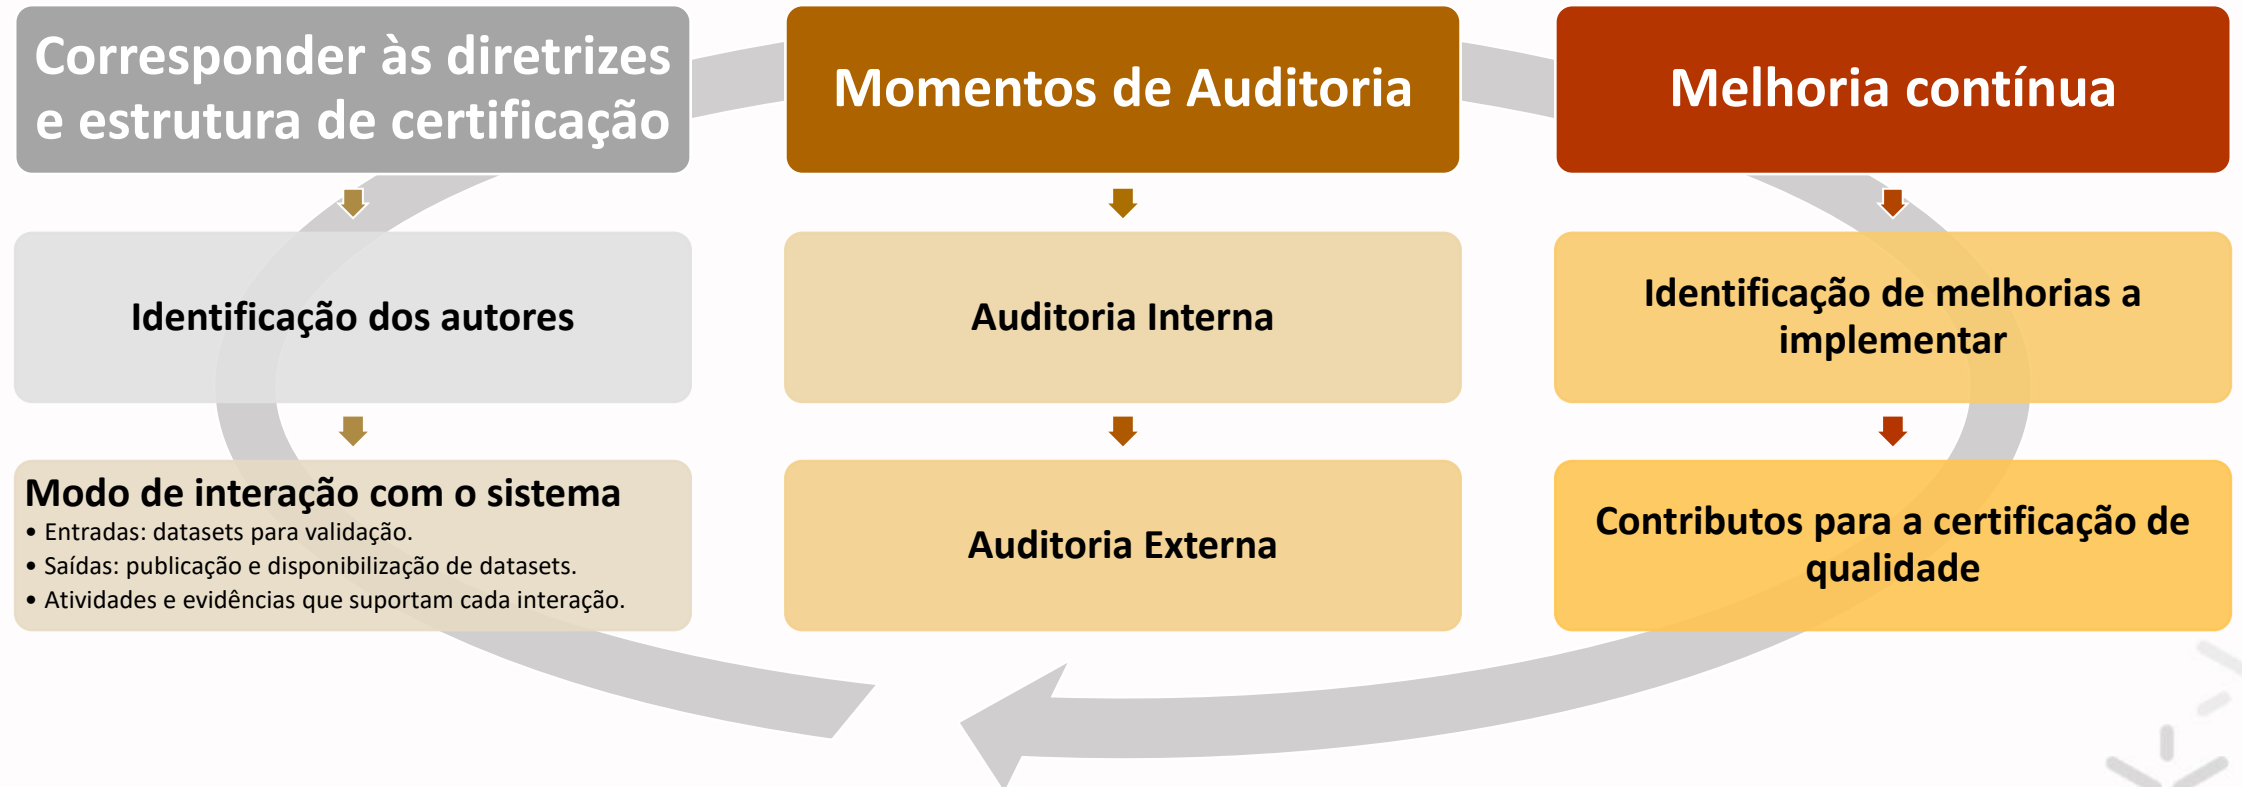 Corresponder às diretrizes
e estrutura de certificação
Identificação dos autores
Modo de interação com o sistema
• Entradas: datasets para validação.
• Saídas: publicação e disponibilização de datasets.
• Atividades e evidências que suportam cada interação.
Momentos de Auditoria
Auditoria Interna
Auditoria Externa
Melhoria contínua
Identificação de melhorias a
implementar
Contributos para a certificação de
qualidade